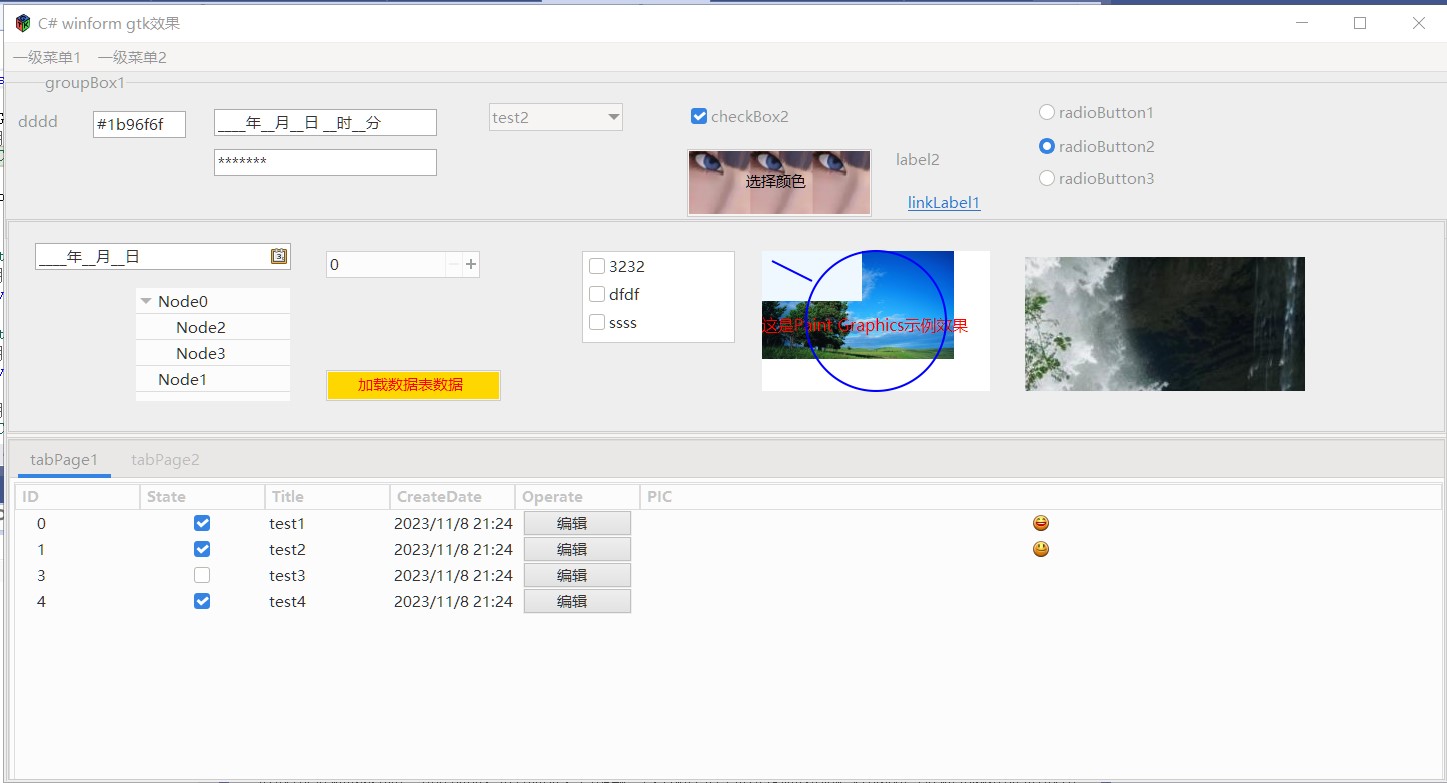 C# winform gtk效果
一级菜单1 一级菜单2
groupBox1
dddd #1b96f6f ____年__月__日 __时__分 test2 checkBox2 radioButton1
radioButton2
******* 选择颜色 label2
radioButton3
linkLabel1
____年__月__日 0 3232
dfdf
ssss
Node0
Node2
Node3
Node1
加载数据表数据
这是Paint Graphics示例效果
tabPage1 tabPage2
ID State Title CreateDate Operate PIC
0 test1 2023/11/8 21:24 编辑
1 test2 2023/11/8 21:24 编辑
3 test3 2023/11/8 21:24 编辑
4 test4 2023/11/8 21:24 编辑